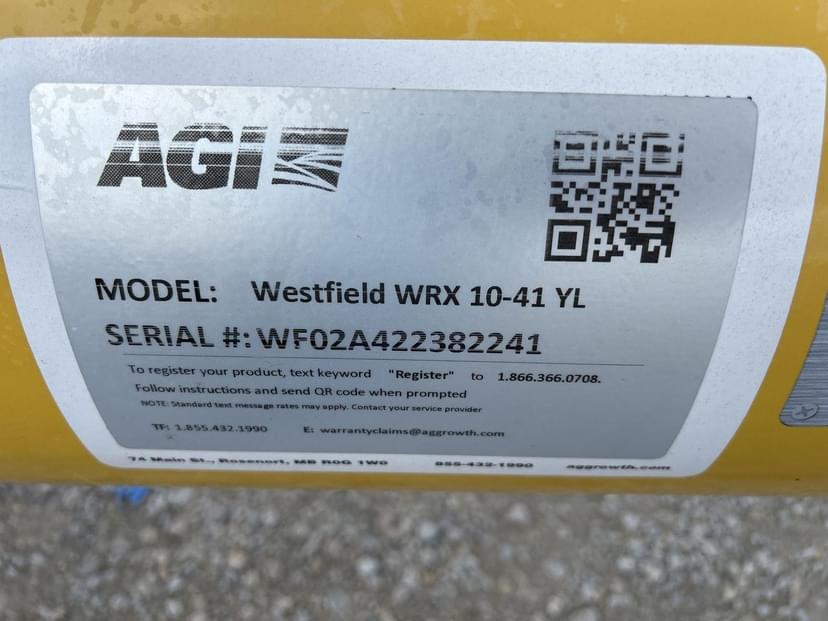 AGI
MODEL: Westfield WRX 10-41 YL
SERIAL #: WF02A422382241
To register your product, text keyword "Register" to 1.866.366.0708.
Follow instructions and send QR code when prompted
NOTE: Standard text message rates may apply. Contact your service provider
TF: 1.855.432.1990 E: warrantyclaims@aggrowth.com
74 Main St., Rosenort, MB R0G 1W0 855-432-1990 aggrowth.com